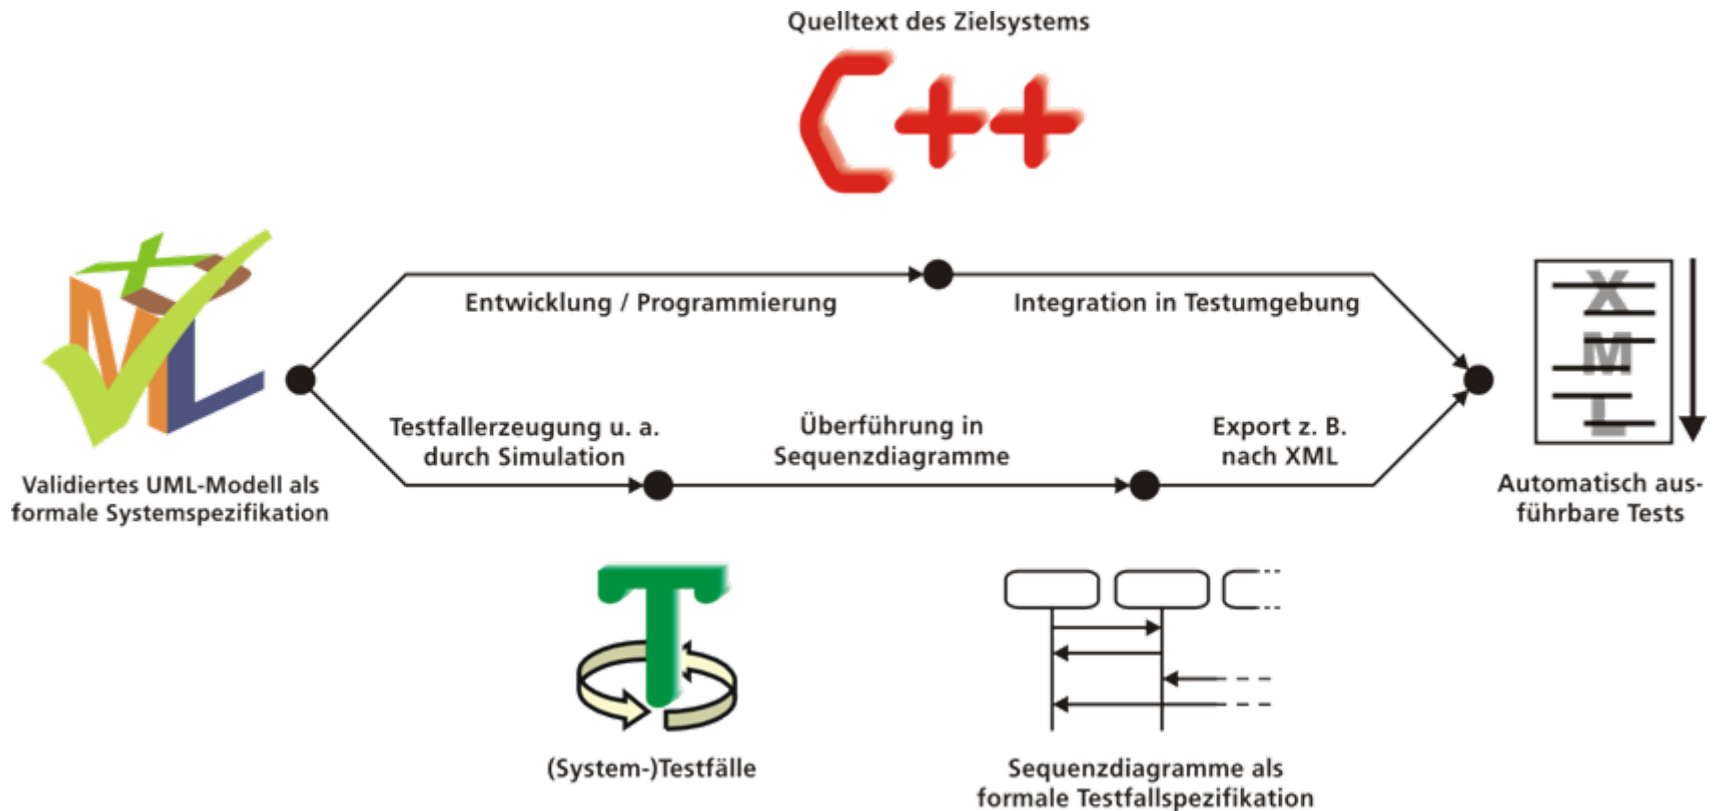 Quelltext des Zielsystems
C++
UML
Entwicklung / Programmierung
Integration in Testumgebung
Testfallerzeugung u. a.
durch Simulation
Überführung in
Sequenzdiagramme
Export z. B.
nach XML
Validiertes UML-Modell als
formale Systemspezifikation
X
M
L
Automatisch aus-
führbare Tests
T
(System-)Testfälle
Sequenzdiagramme als
formale Testfallspezifikation